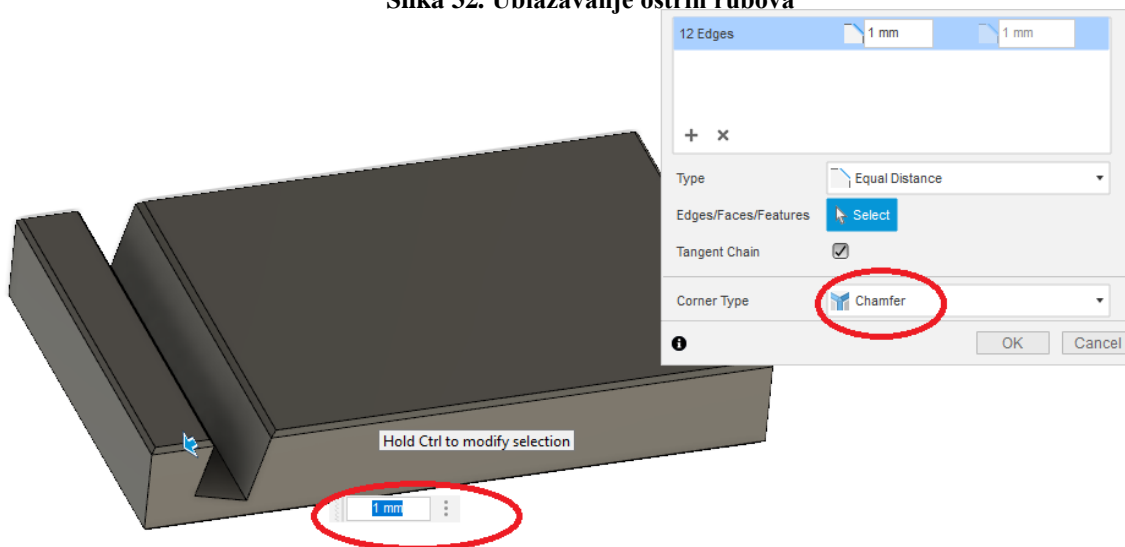 Slika 32. Ublažavanje oštrih rubova
12 Edges 1 mm 1 mm
Type Equal Distance
Edges/Faces/Features Select
Tangent Chain
Corner Type Chamfer
OK Cancel
Hold Ctrl to modify selection
1 mm